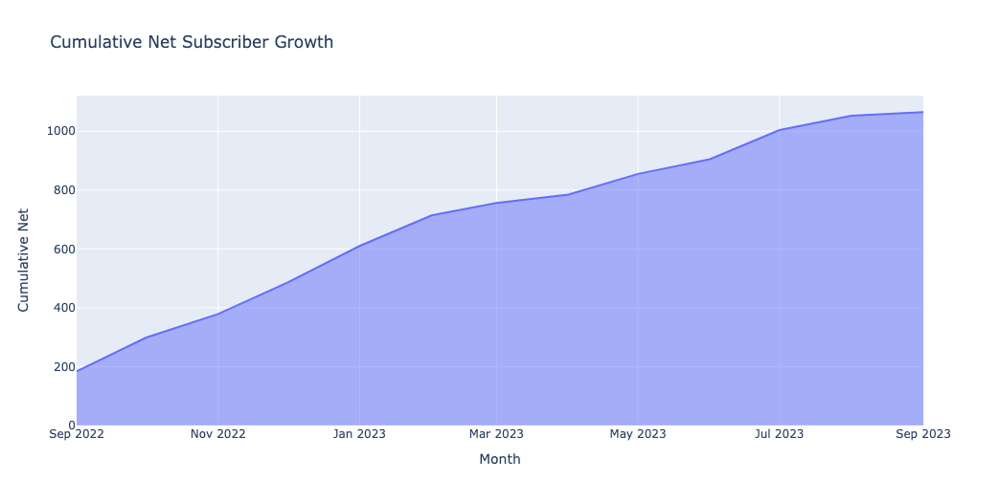 Cumulative Net Subscriber Growth
1000
800
600
400
200
0
Cumulative Net
Sep 2022 Nov 2022 Jan 2023 Mar 2023 May 2023 Jul 2023 Sep 2023
Month